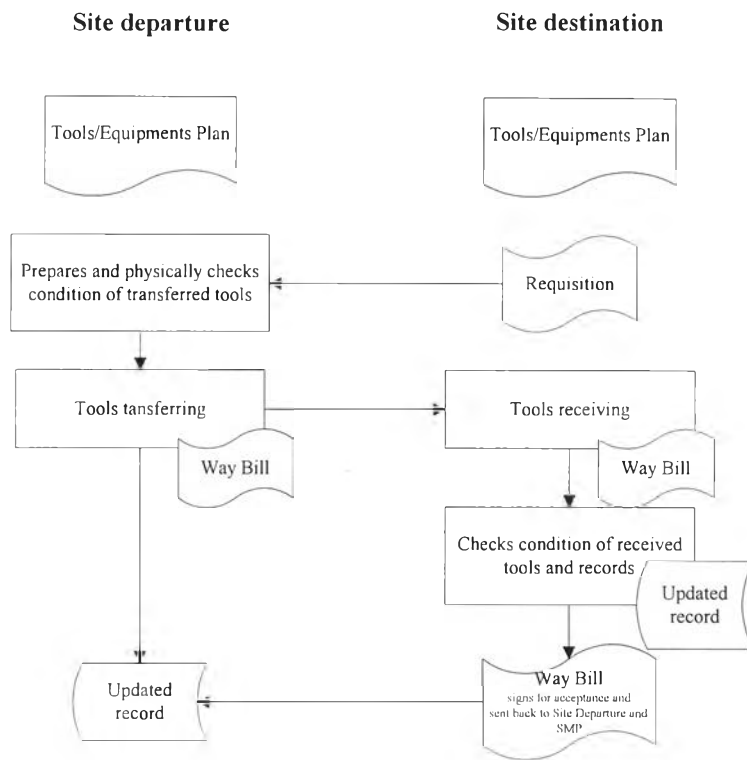 Site departure
Site destination
Tools/Equipments Plan
Tools/Equipments Plan
Prepares and physically checks
condition of transferred tools
Requisition
Tools tansferring
Way Bill
Tools receiving
Way Bill
Checks condition of received
tools and records
Updated
record
Updated
record
Way Bill
signs for acceptance and
sent back to Site Departure and
SMP